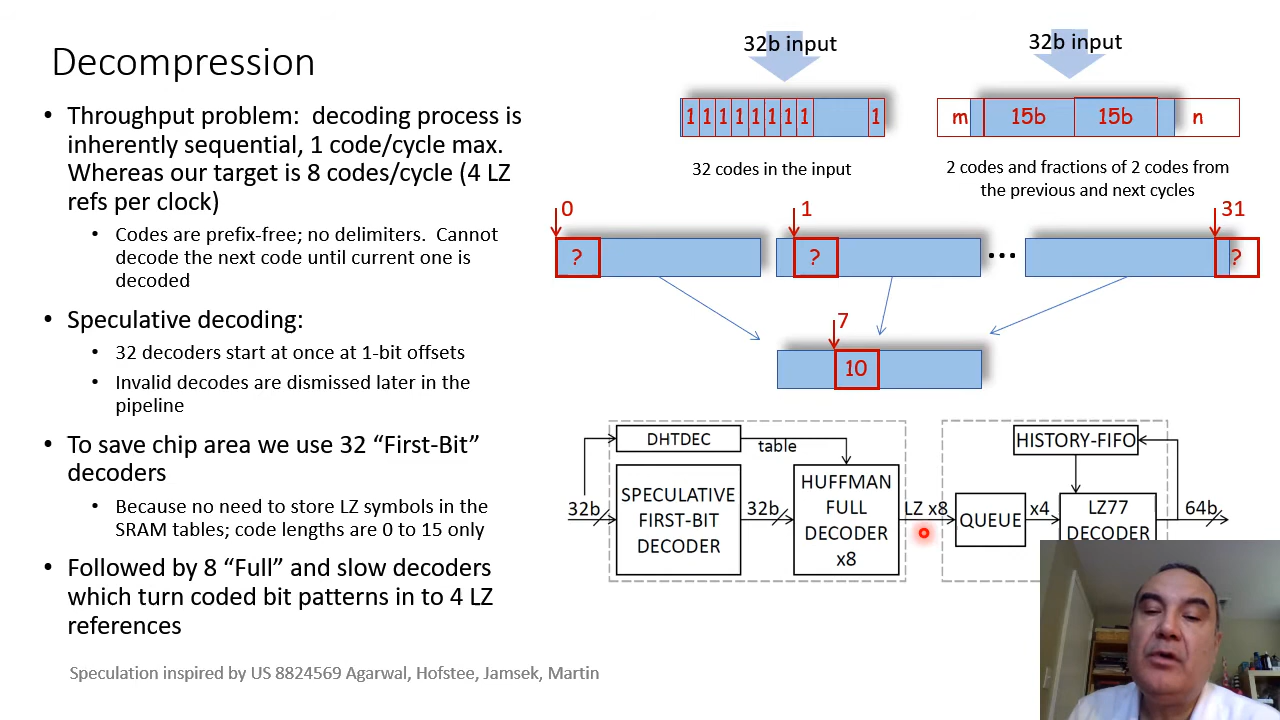 Decompression
• Throughput problem: decoding process is
inherently sequential, 1 code/cycle max.
Whereas our target is 8 codes/cycle (4 LZ
refs per clock)
• Codes are prefix-free; no delimiters. Cannot
decode the next code until current one is
decoded
• Speculative decoding:
• 32 decoders start at once at 1-bit offsets
• Invalid decodes are dismissed later in the
pipeline
• To save chip area we use 32 “First-Bit”
decoders
• Because no need to store LZ symbols in the
SRAM tables; code lengths are 0 to 15 only
• Followed by 8 “Full” and slow decoders
which turn coded bit patterns in to 4 LZ
references
Speculation inspired by US 8824569 Agarwal, Hofstee, Jamsek, Martin
32b input
1 1 1 1 1 1 1 1 1
32 codes in the input
32b input
m 15b 15b n
2 codes and fractions of 2 codes from
the previous and next cycles
0 1 31
? ? ... ?
7
10
DHTDEC
table
32b
SPECULATIVE
FIRST-BIT
DECODER
32b
HUFFMAN
FULL
DECODER
x8
LZ x8
QUEUE
x4
HISTORY-FIFO
LZ77
DECODER
64b